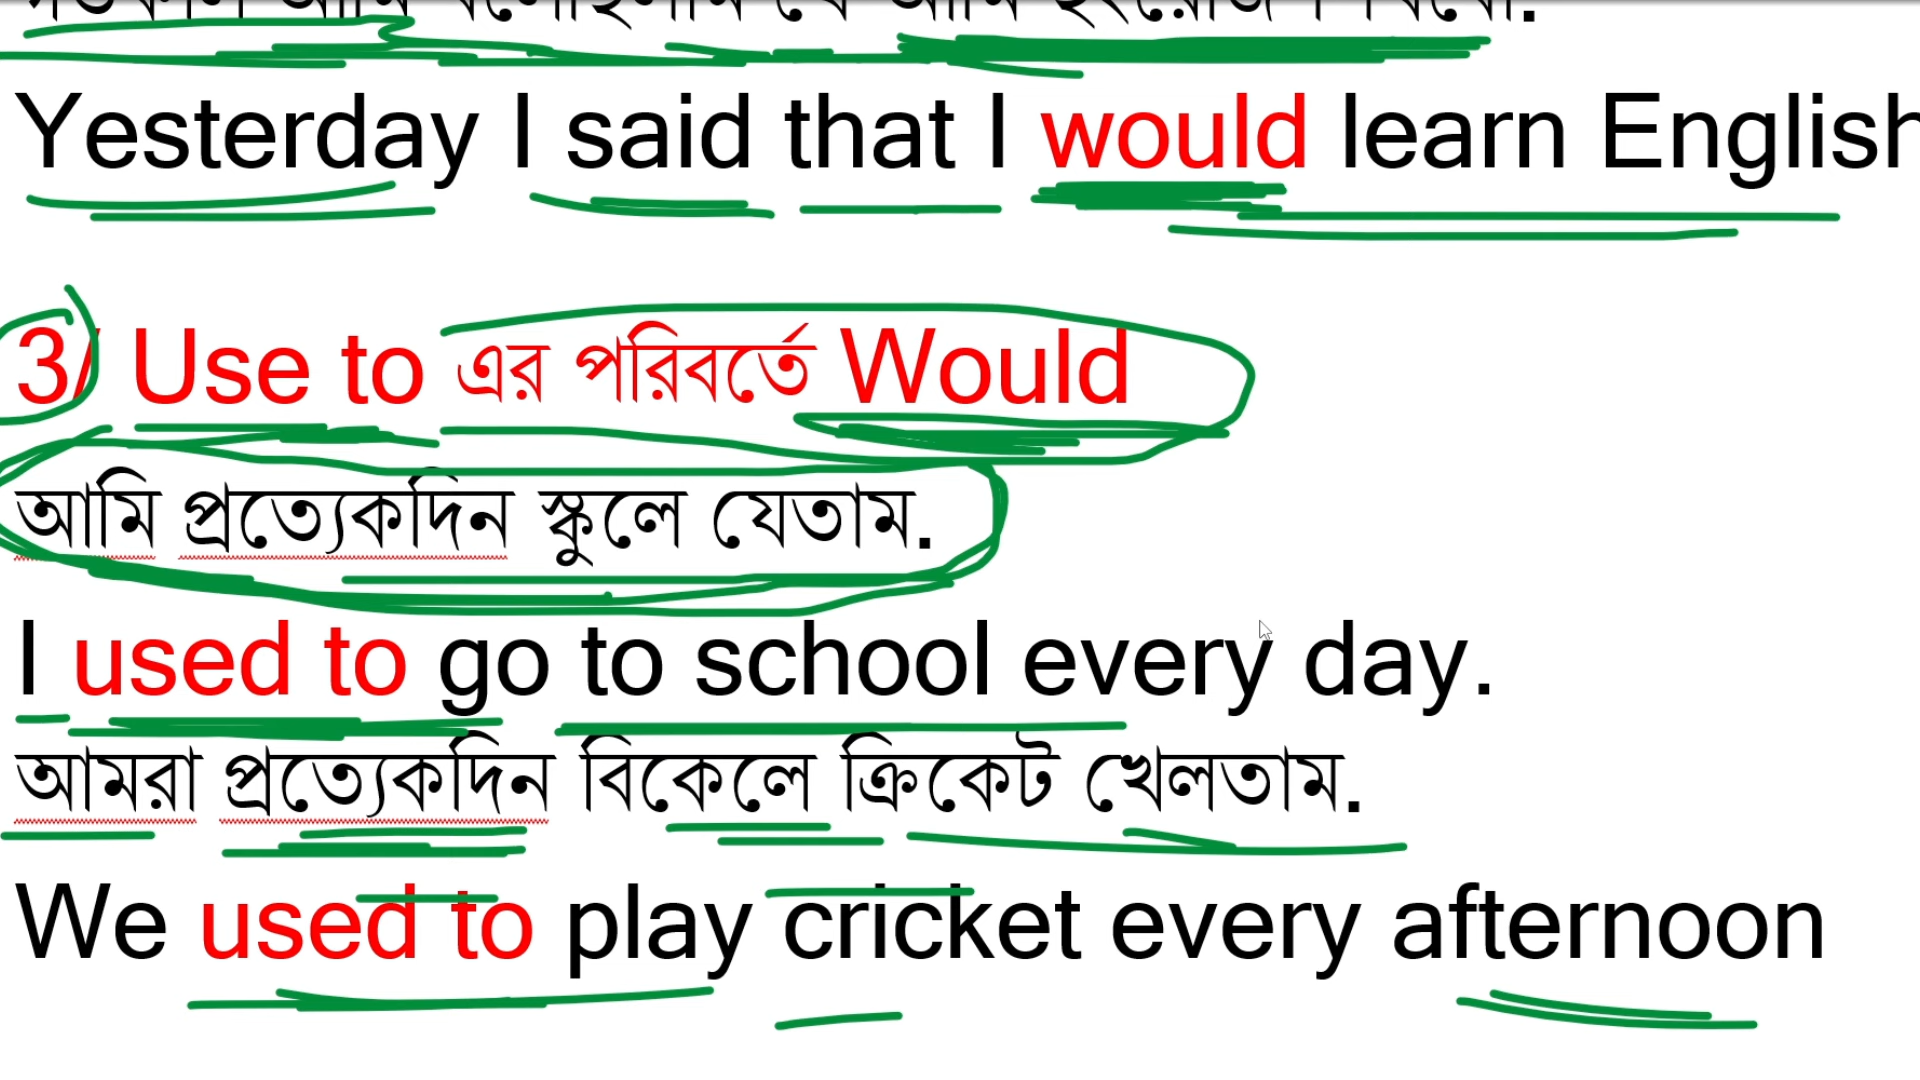 Yesterday I said that I would learn English
3/ Use to এর পরিবর্তে Would
আমি প্রত্যেকদিন স্কুলে যেতাম.
I used to go to school every day.
আমরা প্রত্যেকদিন বিকেলে ক্রিকেট খেলতাম.
We used to play cricket every afternoon